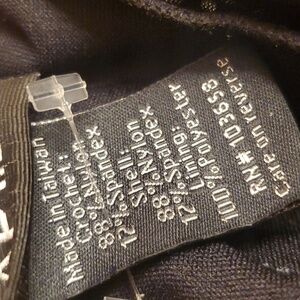 Made in Taiwan
Crochet:
88%Nylon
12%Spandex
Shell:
88%Nylon
12%Spandex
Lining:
100%Polyester
RN#103658
Care on reverse